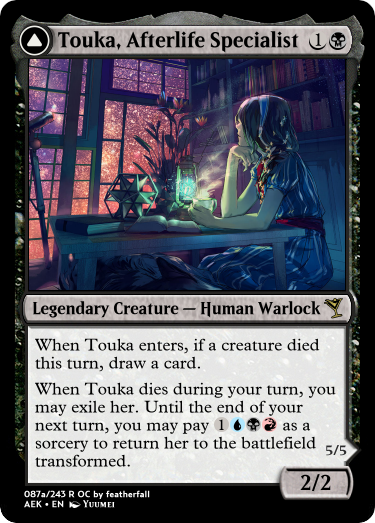 Touka, Afterlife Specialist 1
Legendary Creature — Human Warlock
When Touka enters, if a creature died
this turn, draw a card.
When Touka dies during your turn, you
may exile her. Until the end of your
next turn, you may pay 1 as a
sorcery to return her to the battlefield
transformed.
5/5
2/2
087a/243 R OC by featherfall
AEK • EN Yuumei